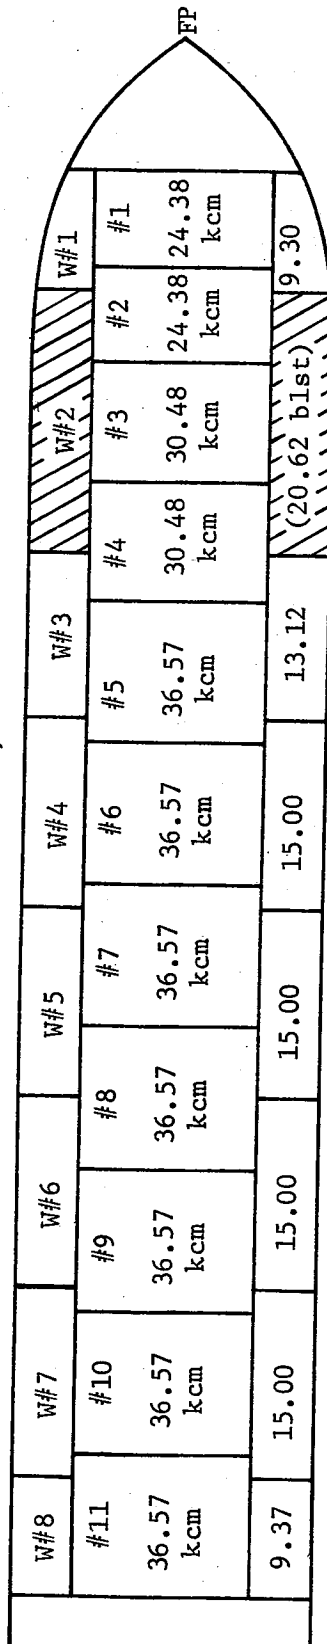 W#8 W#7 W#6 W#5 W#4 W#3 W#2 W#1
#11 #10 #9 #8 #7 #6 #5 #4 #3 #2 #1
36.57 36.57 36.57 36.57 36.57 36.57 36.57 30.48 30.48 24.38 24.38
kcm kcm kcm kcm kcm kcm kcm kcm kcm kcm kcm
9.37 15.00 15.00 15.00 15.00 13.12 (20.62 blst) 9.30
FP